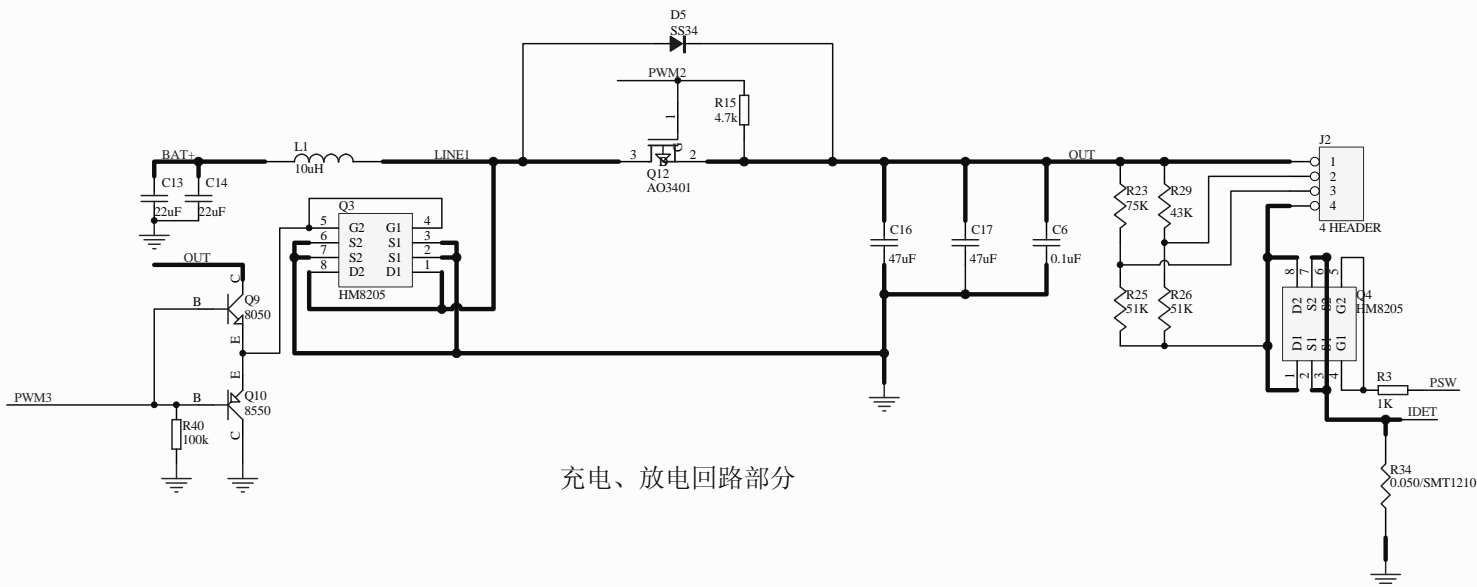 D5
SS34
PWM2
R15
4.7k
1
G
D
3
2
Q12
AO3401
BAT+
L1
10uH
LINE1
OUT
J2
1
2
3
4
4 HEADER
C13
22uF
C14
22uF
Q3
5
6
7
8
G2
S2
S2
D2
G1
S1
S1
D1
4
3
2
1
HM8205
R23
75K
R29
43K
C16
47uF
C17
47uF
C6
0.1uF
R25
51K
R26
51K
OUT
C
B
Q9
8050
E
E
PWM3
B
Q10
8550
C
R40
100k
8
7
6
5
D2
S2
S2
G2
D1
S1
S1
G1
1
2
3
4
Q4
HM8205
R3
1K
PSW
IDET
R34
0.050/SMT1210
充电、放电回路部分